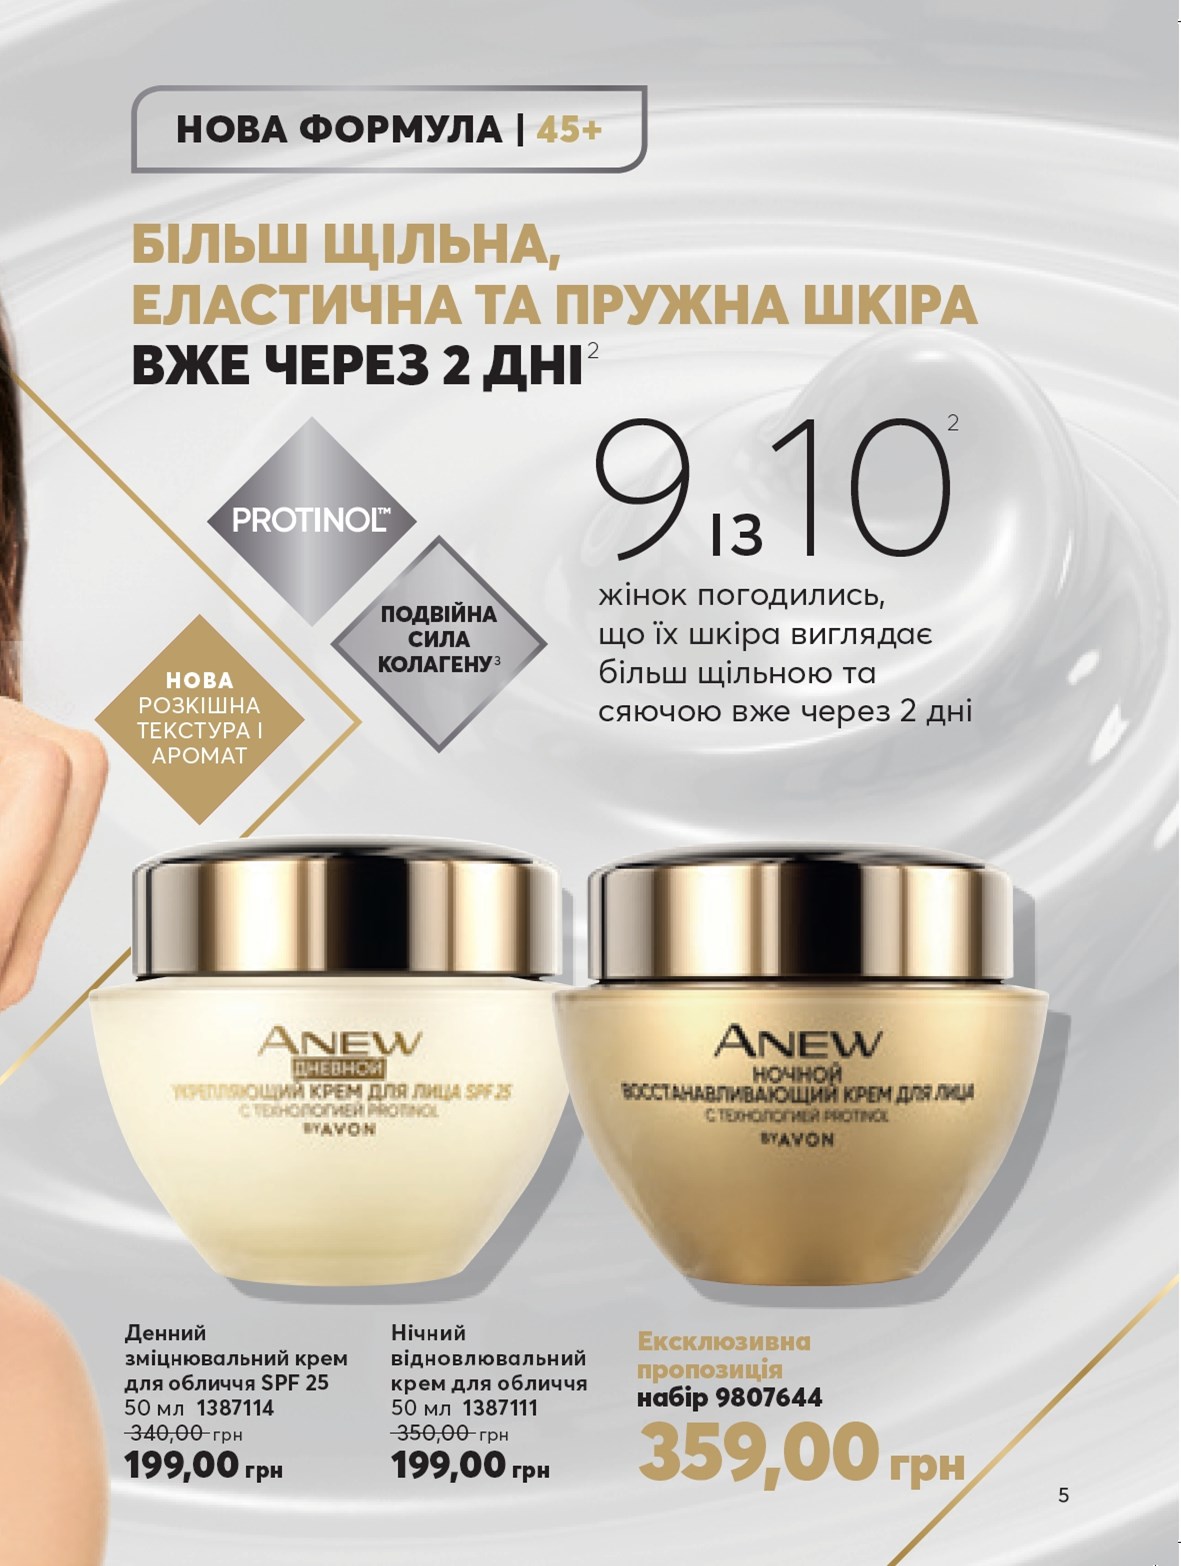 НОВА ФОРМУЛА | 45+
БІЛЬШ ЩІЛЬНА,
ЕЛАСТИЧНА ТА ПРУЖНА ШКІРА
ВЖЕ ЧЕРЕЗ 2 ДНІ²
PROTINOL™
ПОДВІЙНА
СИЛА
КОЛАГЕНУ³
НОВА
РОЗКІШНА
ТЕКСТУРА І
АРОМАТ
9 ІЗ 10²
жінок погодились,
що їх шкіра виглядає
більш щільною та
сяючою вже через 2 дні
ANEW
ДНЕВНОЙ
УКРЕПЛЯЮЩИЙ КРЕМ ДЛЯ ЛИЦА SPF 25
С ТЕХНОЛОГИЕЙ PROTINOL
BY AVON
ANEW
НОЧНОЙ
ВОССТАНАВЛИВАЮЩИЙ КРЕМ ДЛЯ ЛИЦА
С ТЕХНОЛОГИЕЙ PROTINOL
BY AVON
Денний
зміцнювальний крем
для обличчя SPF 25
50 мл 1387114
340,00 грн
199,00 грн
Нічний
відновлювальний
крем для обличчя
50 мл 1387111
350,00 грн
199,00 грн
Ексклюзивна
пропозиція
набір 9807644
359,00 грн
5